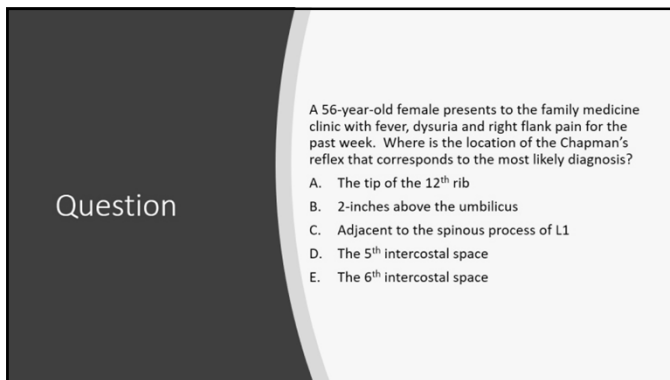 Question
A 56-year-old female presents to the family medicine
clinic with fever, dysuria and right flank pain for the
past week.  Where is the location of the Chapman's
reflex that corresponds to the most likely diagnosis?
A. The tip of the 12th rib
B. 2-inches above the umbilicus
C. Adjacent to the spinous process of L1
D. The 5th intercostal space
E. The 6th intercostal space